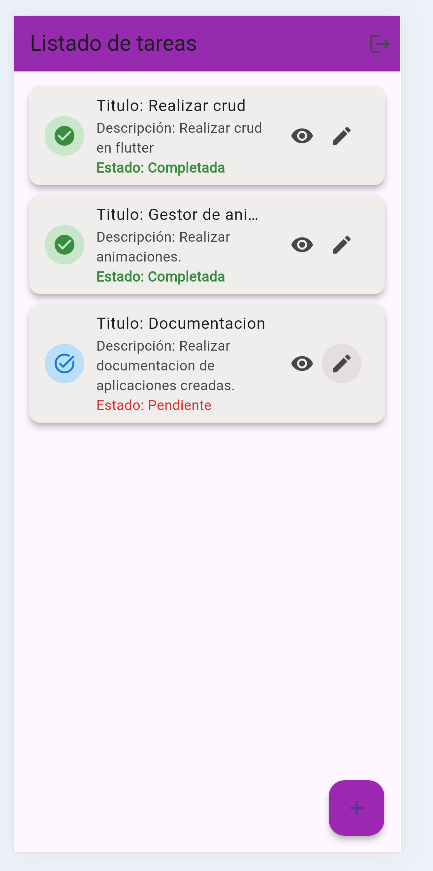 Listado de tareas
Titulo: Realizar crud
Descripción: Realizar crud
en flutter
Estado: Completada
Titulo: Gestor de ani...
Descripción: Realizar
animaciones.
Estado: Completada
Titulo: Documentacion
Descripción: Realizar
documentacion de
aplicaciones creadas.
Estado: Pendiente